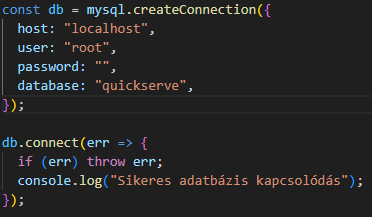 const db = mysql.createConnection({
  host: "localhost",
  user: "root",
  password: "",
  database: "quickserve",
});

db.connect(err => {
  if (err) throw err;
  console.log("Sikeres adatbázis kapcsolódás");
});